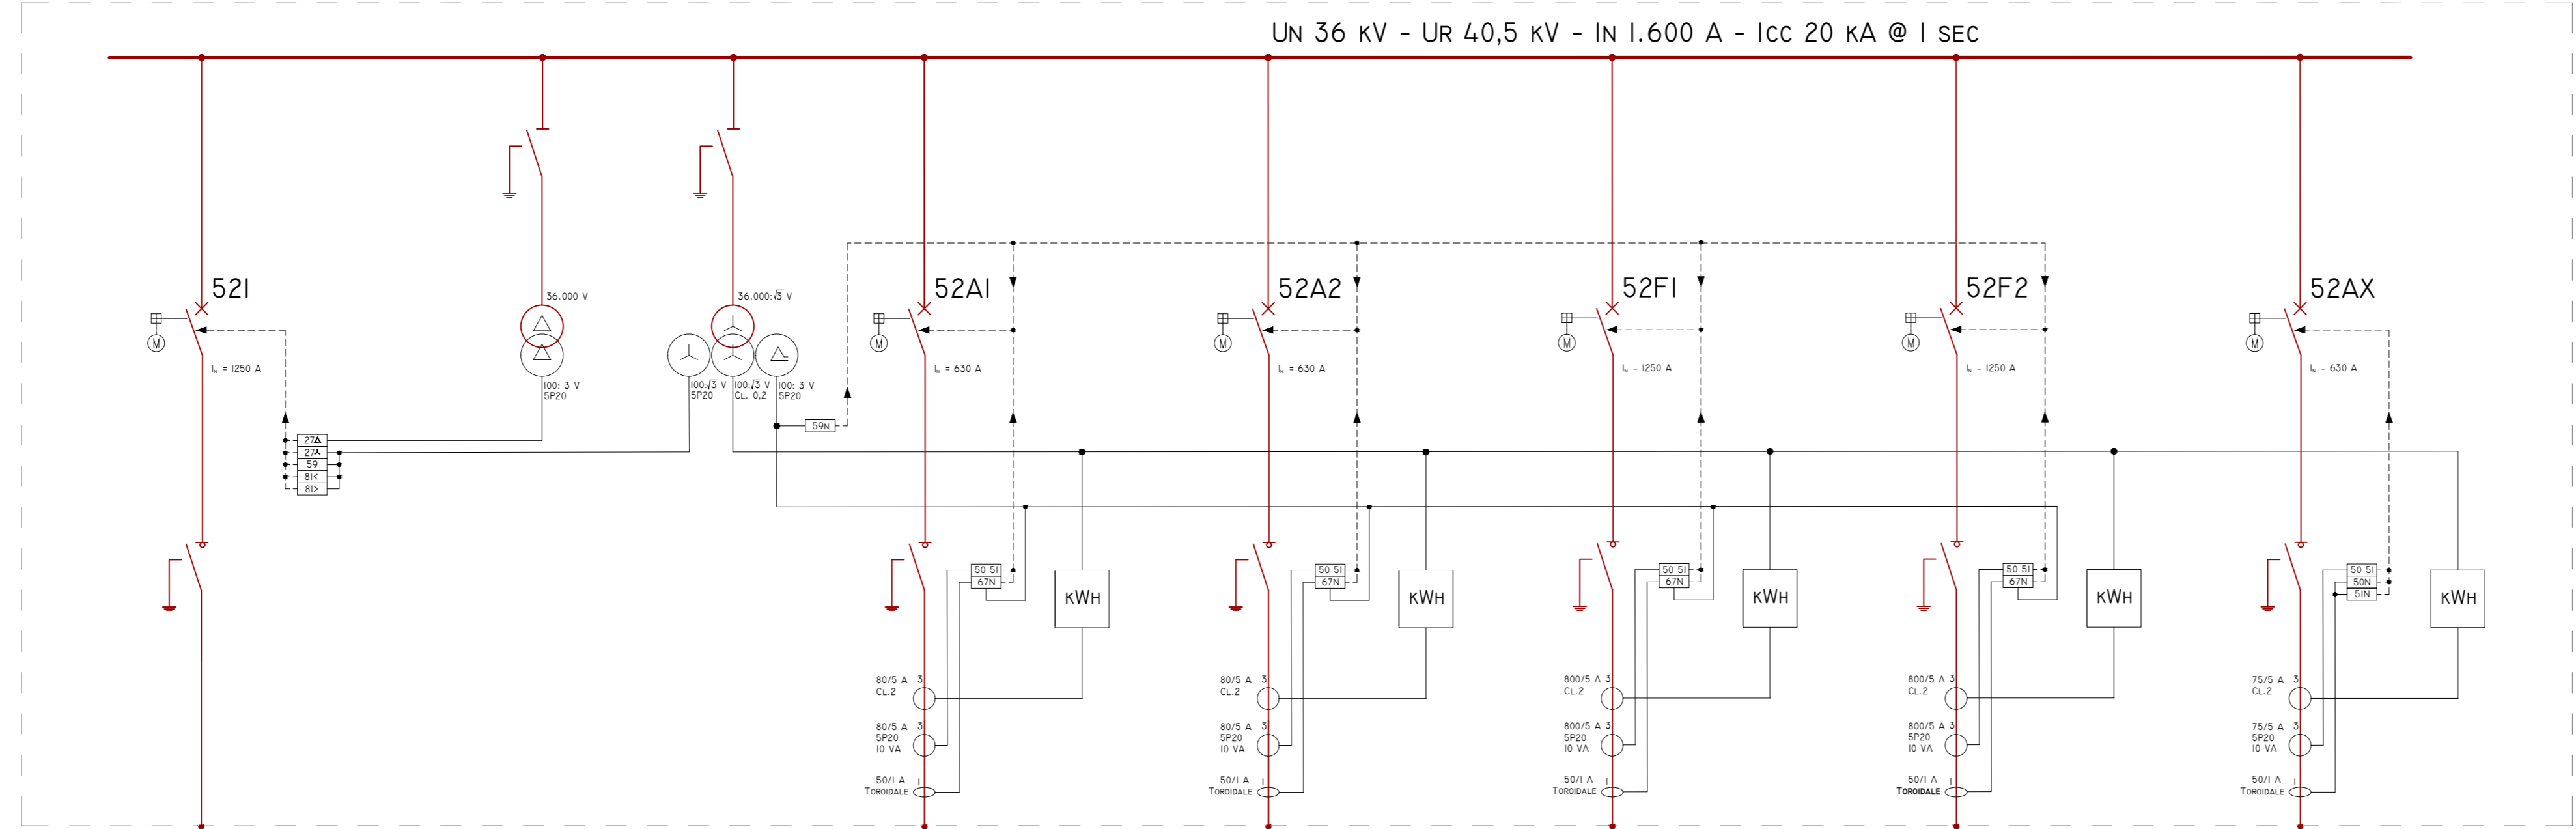 UN 36 KV - UR 40,5 KV - IN 1.600 A - ICC 20 KA @ 1 SEC
52I
M
IN = 1250 A
27Δ
27⅄
59
81<
81>
36.000 V
100: 3 V
5P20
36.000:√3 V
100:√3 V
5P20
100:√3 V
CL. 0,2
100: 3 V
5P20
59N
52A1
M
IN = 630 A
50 51
67N
KWH
80/5 A 3
CL.2
80/5 A 3
5P20
10 VA
50/1 A 1
TOROIDALE
52A2
M
IN = 630 A
50 51
67N
KWH
80/5 A 3
CL.2
80/5 A 3
5P20
10 VA
50/1 A 1
TOROIDALE
52F1
M
IN = 1250 A
50 51
67N
KWH
800/5 A 3
CL.2
800/5 A 3
5P20
10 VA
50/1 A 1
TOROIDALE
52F2
M
IN = 1250 A
50 51
67N
KWH
800/5 A 3
CL.2
800/5 A 3
5P20
10 VA
50/1 A 1
TOROIDALE
52AX
M
IN = 630 A
50 51
50N
51N
KWH
75/5 A 3
CL.2
75/5 A 3
5P20
10 VA
50/1 A 1
TOROIDALE